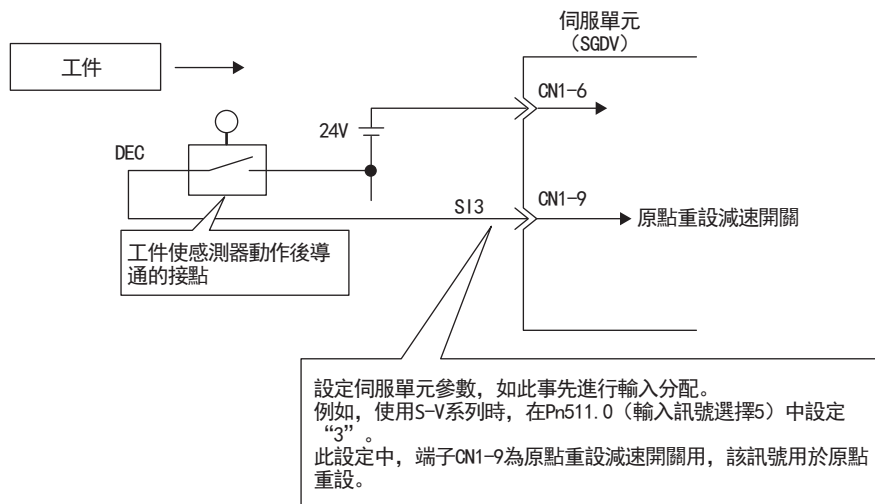 伺服單元
（SGDV）
工件
CN1-6
24V
DEC
SI3
CN1-9
原點重設減速開關
工件使感測器動作後導
通的接點
設定伺服單元參數，如此事先進行輸入分配。
例如，使用S-V系列時，在Pn511.0（輸入訊號選擇5）中設定
“3”。
此設定中，端子CN1-9為原點重設減速開關用，該訊號用於原點
重設。